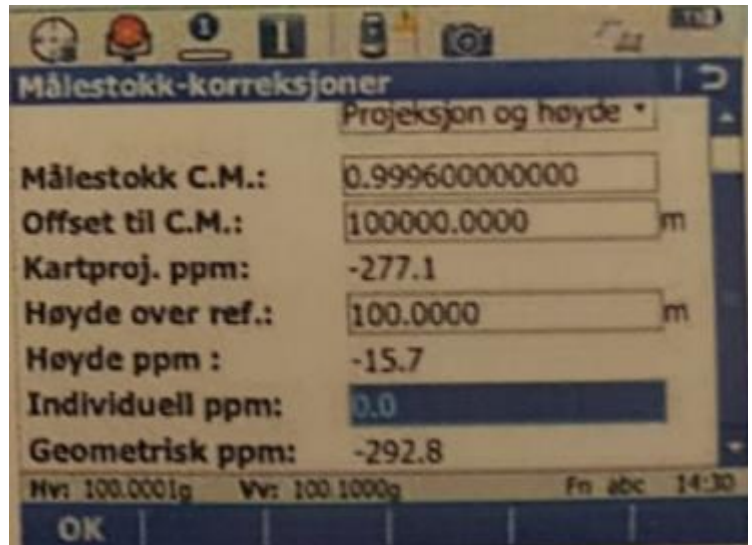 1 1
Målestokk-korreksjoner
Projeksjon og høyde
Målestokk C.M.: 0.999600000000
Offset til C.M.: 100000.0000 m
Kartproj. ppm: -277.1
Høyde over ref.: 100.0000 m
Høyde ppm : -15.7
Individuell ppm: 0.0
Geometrisk ppm: -292.8
Hv: 100.0001g Vv: 100.1000g Fn abc 14:30
OK